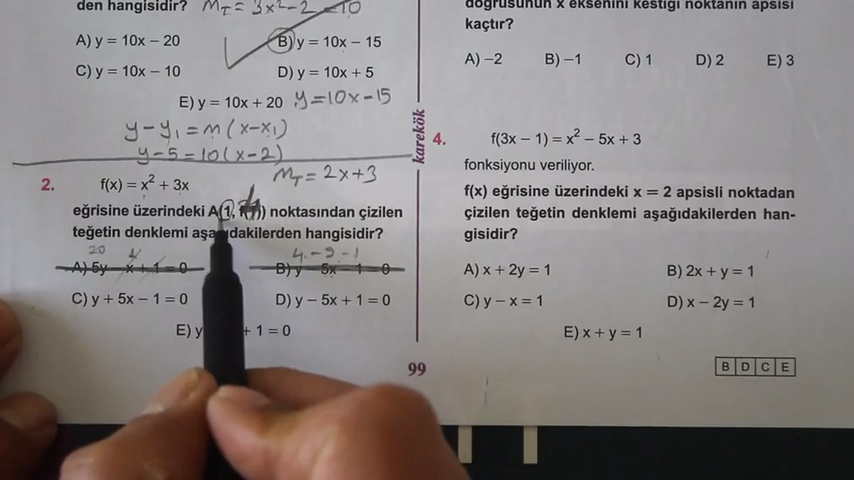 den hangisidir? M_T = 3x² - 2 = 10
A) y = 10x – 20
B) y = 10x – 15
C) y = 10x – 10
D) y = 10x + 5
E) y = 10x + 20 y = 10x - 15
y - y₁ = m (x - x₁)
y - 5 = 10 (x - 2)
M_T = 2x + 3
2. f(x) = x² + 3x
eğrisine üzerindeki A(1, 4) noktasından çizilen
teğetin denklemi aşağıdakilerden hangisidir?
20
4 - 5 - 1
A) 5y – x + 1 = 0
B) y – 5x – 1 = 0
C) y + 5x – 1 = 0
D) y – 5x + 1 = 0
E) y + 1 = 0
karekök
99
doğrusunun x eksenini kestiği noktanın apsisi
kaçtır?
A) –2 B) –1 C) 1 D) 2 E) 3
4. f(3x – 1) = x² – 5x + 3
fonksiyonu veriliyor.
f(x) eğrisine üzerindeki x = 2 apsisli noktadan
çizilen teğetin denklemi aşağıdakilerden han-
gisidir?
A) x + 2y = 1
B) 2x + y = 1
C) y – x = 1
D) x – 2y = 1
E) x + y = 1
B D C E